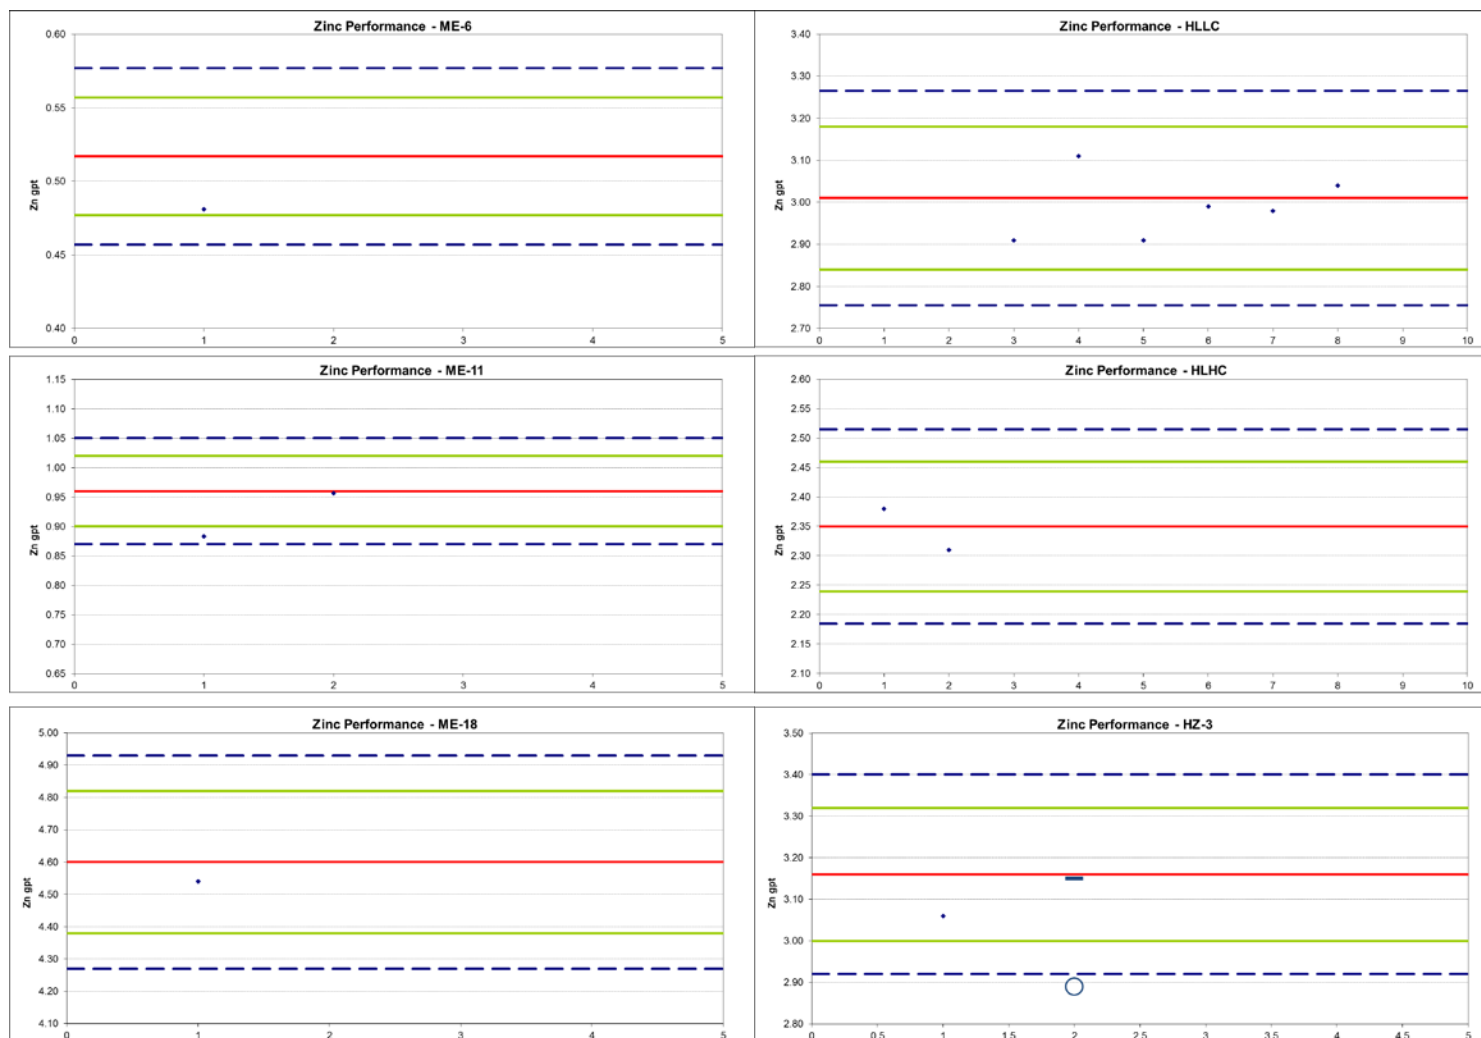 Zinc Performance - ME-6
0.60
0.55
0.50
0.45
0.40
Zn gpt
0 1 2 3 4 5
Zinc Performance - HLLC
3.40
3.30
3.20
3.10
3.00
2.90
2.80
2.70
Zn gpt
0 1 2 3 4 5 6 7 8 9 10
Zinc Performance - ME-11
1.15
1.10
1.05
1.00
0.95
0.90
0.85
0.80
0.75
0.70
0.65
Zn gpt
0 1 2 3 4 5
Zinc Performance - HLHC
2.60
2.55
2.50
2.45
2.40
2.35
2.30
2.25
2.20
2.15
2.10
Zn gpt
0 1 2 3 4 5 6 7 8 9 10
Zinc Performance - ME-18
5.00
4.90
4.80
4.70
4.60
4.50
4.40
4.30
4.20
4.10
Zn gpt
0 1 2 3 4 5
Zinc Performance - HZ-3
3.50
3.40
3.30
3.20
3.10
3.00
2.90
2.80
Zn gpt
0 0.5 1 1.5 2 2.5 3 3.5 4 4.5 5